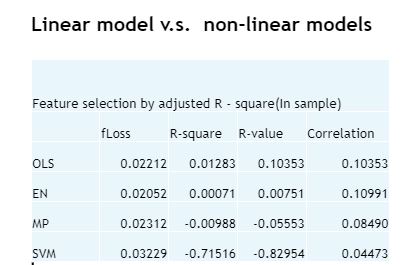 Linear model v.s. non-linear models
Feature selection by adjusted R - square(In sample)
fLoss R-square R-value Correlation
OLS 0.02212 0.01283 0.10353 0.10353
EN 0.02052 0.00071 0.00751 0.10991
MP 0.02312 -0.00988 -0.05553 0.08490
SVM 0.03229 -0.71516 -0.82954 0.04473